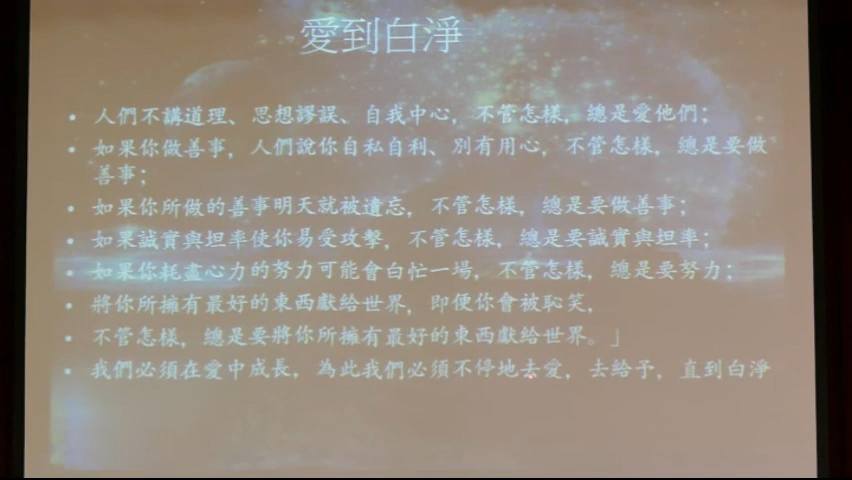 愛到白淨
• 人們不講道理、思想謬誤、自我中心，不管怎樣，總是愛他們；
• 如果你做善事，人們說你自私自利、別有用心，不管怎樣，總是要做
善事；
• 如果你所做的善事明天就被遺忘，不管怎樣，總是要做善事；
• 如果誠實與坦率使你易受攻擊，不管怎樣，總是要誠實與坦率；
• 如果你耗盡心力的努力可能會白忙一場，不管怎樣，總是要努力；
• 將你所擁有最好的東西獻給世界，即便你會被恥笑，
• 不管怎樣，總是要將你所擁有最好的東西獻給世界。」
• 我們必須在愛中成長，為此我們必須不停地去愛，去給予，直到白淨